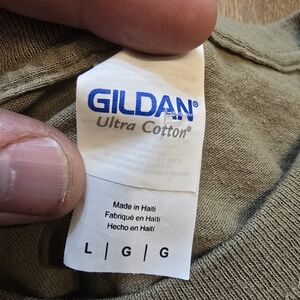 GILDAN®
Ultra Cotton®
Made in Haiti
Fabriqué en Haïti
Hecho en Haití
L | G | G